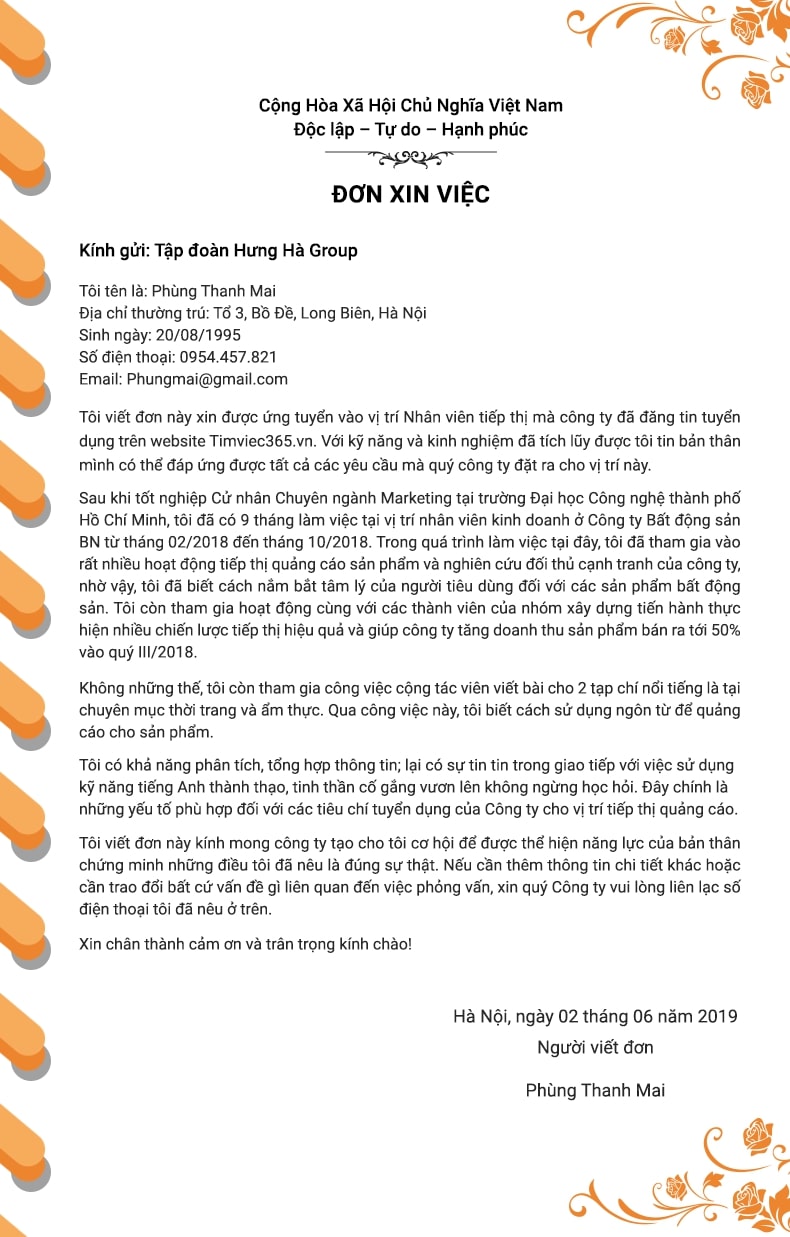 Cộng Hòa Xã Hội Chủ Nghĩa Việt Nam
Độc lập – Tự do – Hạnh phúc
ĐƠN XIN VIỆC
Kính gửi: Tập đoàn Hưng Hà Group
Tôi tên là: Phùng Thanh Mai
Địa chỉ thường trú: Tổ 3, Bồ Đề, Long Biên, Hà Nội
Sinh ngày: 20/08/1995
Số điện thoại: 0954.457.821
Email: Phungmai@gmail.com
Tôi viết đơn này xin được ứng tuyển vào vị trí Nhân viên tiếp thị mà công ty đã đăng tin tuyển
dụng trên website Timviec365.vn. Với kỹ năng và kinh nghiệm đã tích lũy được tôi tin bản thân
mình có thể đáp ứng được tất cả các yêu cầu mà quý công ty đặt ra cho vị trí này.
Sau khi tốt nghiệp Cử nhân Chuyên ngành Marketing tại trường Đại học Công nghệ thành phố
Hồ Chí Minh, tôi đã có 9 tháng làm việc tại vị trí nhân viên kinh doanh ở Công ty Bất động sản
BN từ tháng 02/2018 đến tháng 10/2018. Trong quá trình làm việc tại đây, tôi đã tham gia vào
rất nhiều hoạt động tiếp thị quảng cáo sản phẩm và nghiên cứu đối thủ cạnh tranh của công ty,
nhờ vậy, tôi đã biết cách nắm bắt tâm lý của người tiêu dùng đối với các sản phẩm bất động
sản. Tôi còn tham gia hoạt động cùng với các thành viên của nhóm xây dựng tiến hành thực
hiện nhiều chiến lược tiếp thị hiệu quả và giúp công ty tăng doanh thu sản phẩm bán ra tới 50%
vào quý III/2018.
Không những thế, tôi còn tham gia công việc cộng tác viên viết bài cho 2 tạp chí nổi tiếng là tại
chuyên mục thời trang và ẩm thực. Qua công việc này, tôi biết cách sử dụng ngôn từ để quảng
cáo cho sản phẩm.
Tôi có khả năng phân tích, tổng hợp thông tin; lại có sự tin tin trong giao tiếp với việc sử dụng
kỹ năng tiếng Anh thành thạo, tinh thần cố gắng vươn lên không ngừng học hỏi. Đây chính là
những yếu tố phù hợp đối với các tiêu chí tuyển dụng của Công ty cho vị trí tiếp thị quảng cáo.
Tôi viết đơn này kính mong công ty tạo cho tôi cơ hội để được thể hiện năng lực của bản thân
chứng minh những điều tôi đã nêu là đúng sự thật. Nếu cần thêm thông tin chi tiết khác hoặc
cần trao đổi bất cứ vấn đề gì liên quan đến việc phỏng vấn, xin quý Công ty vui lòng liên lạc số
điện thoại tôi đã nêu ở trên.
Xin chân thành cảm ơn và trân trọng kính chào!
Hà Nội, ngày 02 tháng 06 năm 2019
Người viết đơn
Phùng Thanh Mai